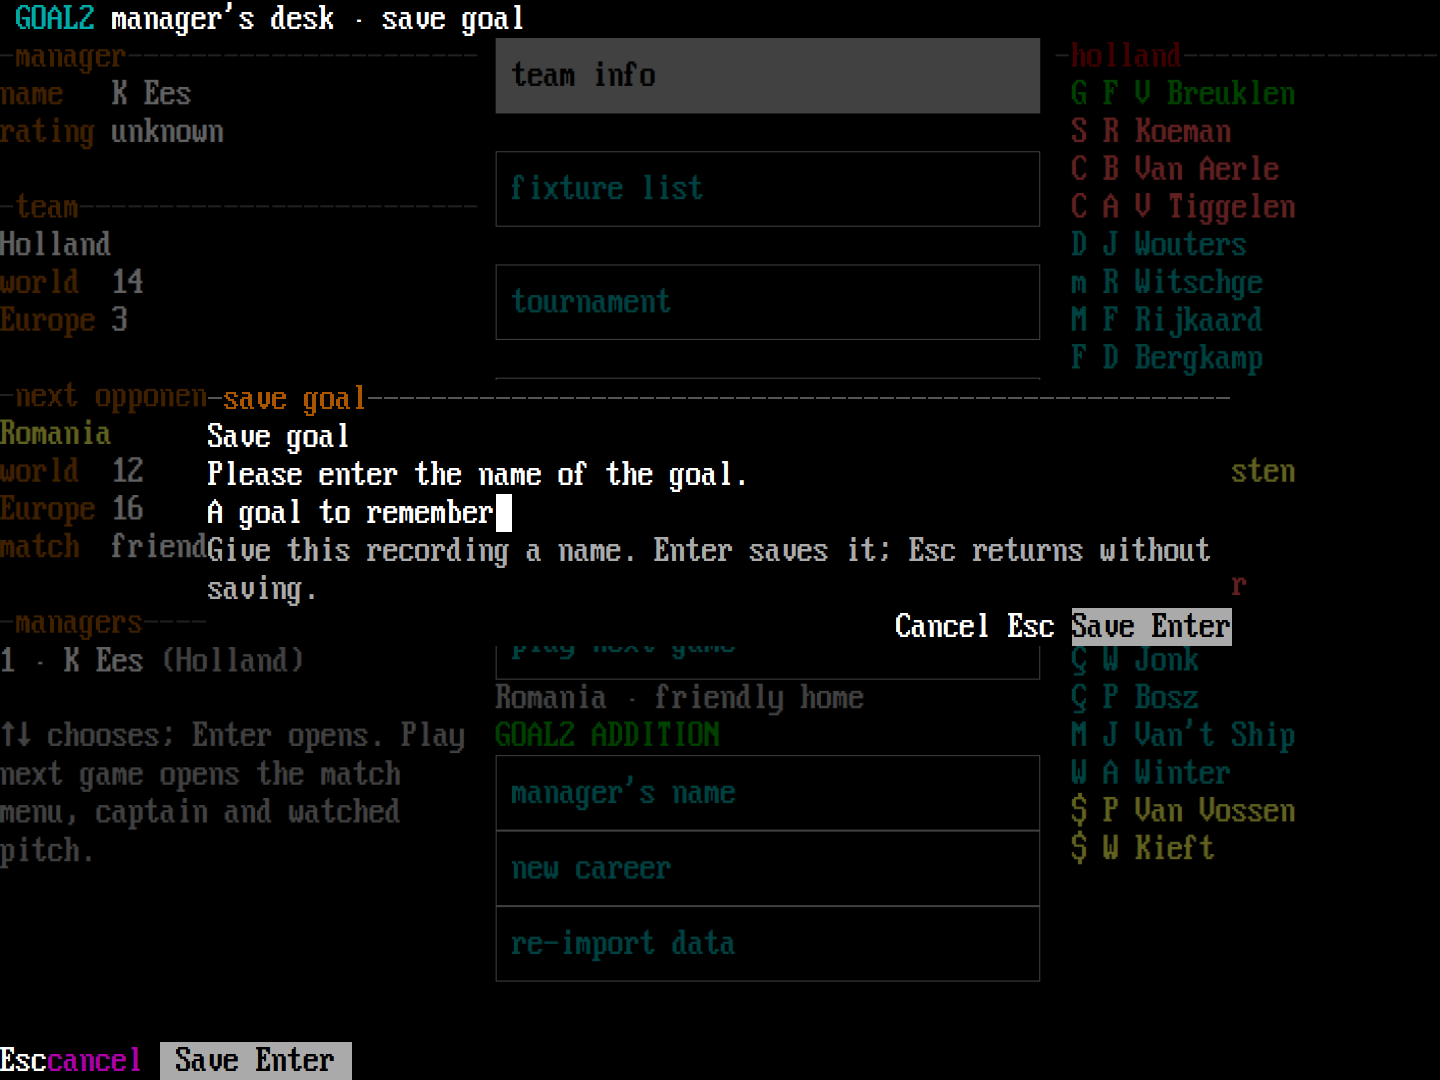 GOAL2 manager's desk · save goal
manager
name K Ees
rating unknown
team
Holland
world 14
Europe 3
next opponen
Romania
world 12
Europe 16
match friend
managers
1 · K Ees (Holland)
↑↓ chooses; Enter opens. Play
next game opens the match
menu, captain and watched
pitch.
team info
fixture list
tournament
save goal
Save goal
Please enter the name of the goal.
A goal to remember
Give this recording a name. Enter saves it; Esc returns without
saving.
Cancel Esc Save Enter
play next game
Romania · friendly home
GOAL2 ADDITION
manager's name
new career
re-import data
holland
G F V Breuklen
S R Koeman
C B Van Aerle
C A V Tiggelen
D J Wouters
m R Witschge
M F Rijkaard
F D Bergkamp
sten
r
Ç W Jonk
Ç P Bosz
M J Van't Ship
W A Winter
$ P Van Vossen
$ W Kieft
Esc cancel Save Enter